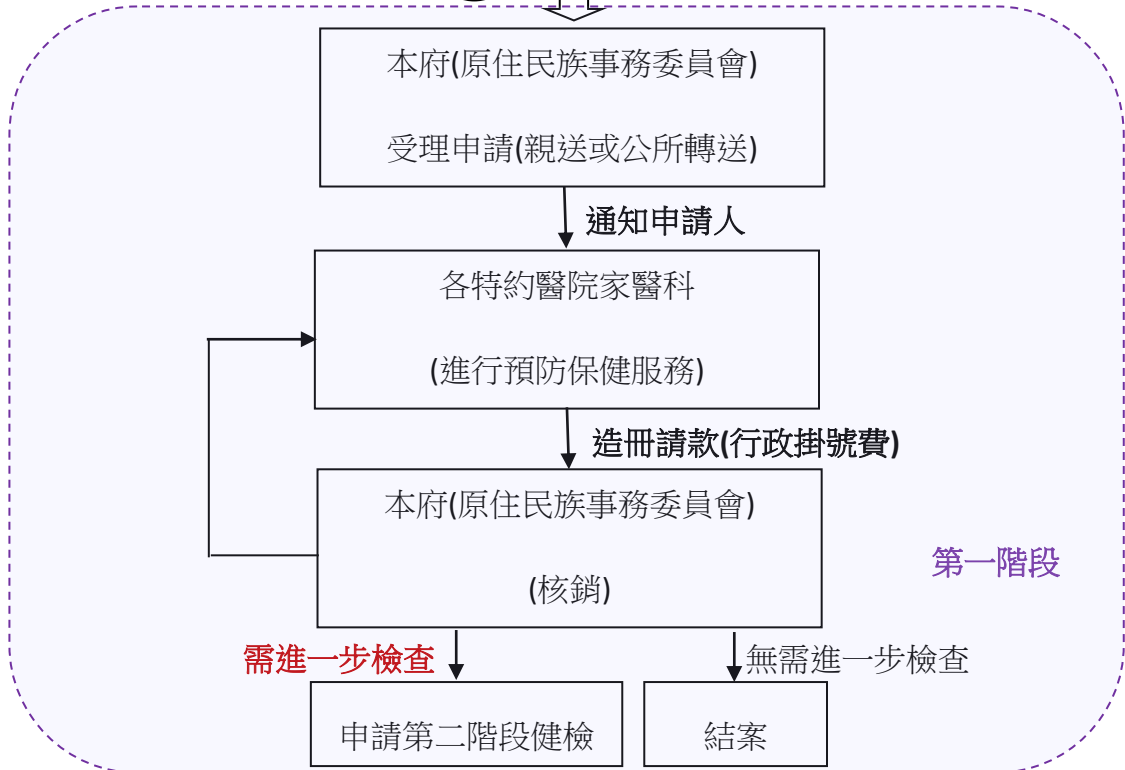 本府(原住民族事務委員會)
受理申請(親送或公所轉送)
通知申請人
各特約醫院家醫科
(進行預防保健服務)
造冊請款(行政掛號費)
本府(原住民族事務委員會)
(核銷)
第一階段
需進一步檢查
無需進一步檢查
申請第二階段健檢
結案